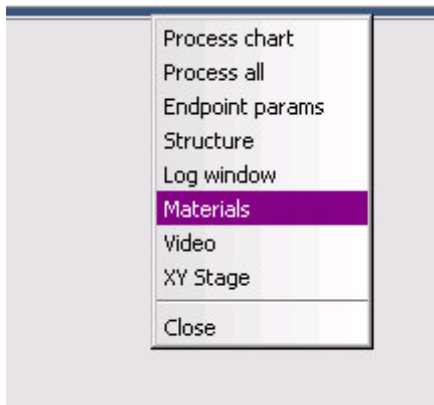 Process chart
Process all
Endpoint params
Structure
Log window
Materials
Video
XY Stage
Close